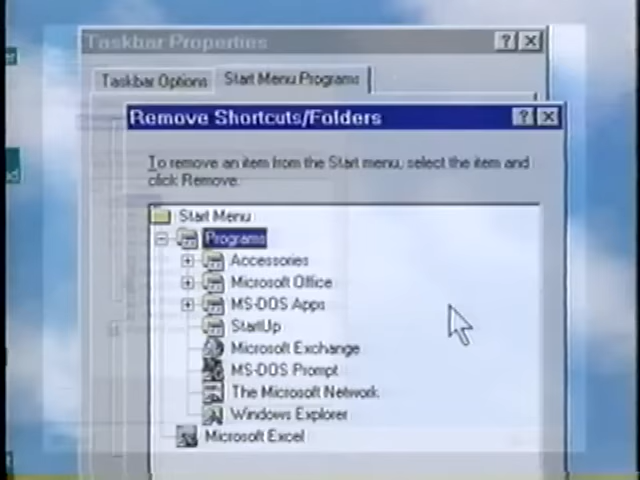 Taskbar Properties
Taskbar Options
Start Menu Programs
Remove Shortcuts/Folders
To remove an item from the Start menu, select the item and
click Remove.
Start Menu
Programs
Accessories
Microsoft Office
MS-DOS Apps
StartUp
Microsoft Exchange
MS-DOS Prompt
The Microsoft Network
Windows Explorer
Microsoft Excel